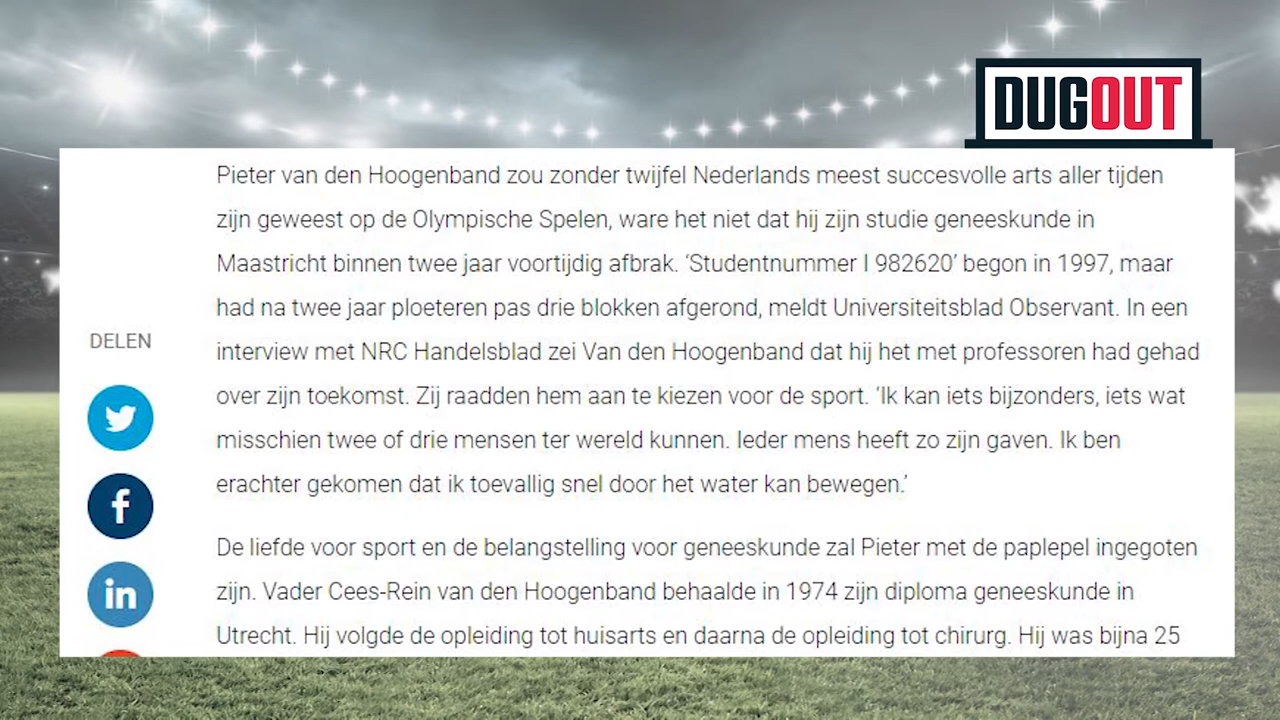 DUGOUT
Pieter van den Hoogenband zou zonder twijfel Nederlands meest succesvolle arts aller tijden
zijn geweest op de Olympische Spelen, ware het niet dat hij zijn studie geneeskunde in
Maastricht binnen twee jaar voortijdig afbrak. ‘Studentnummer I 982620’ begon in 1997, maar
had na twee jaar ploeteren pas drie blokken afgerond, meldt Universiteitsblad Observant. In een
interview met NRC Handelsblad zei Van den Hoogenband dat hij het met professoren had gehad
over zijn toekomst. Zij raadden hem aan te kiezen voor de sport. ‘Ik kan iets bijzonders, iets wat
misschien twee of drie mensen ter wereld kunnen. Ieder mens heeft zo zijn gaven. Ik ben
erachter gekomen dat ik toevallig snel door het water kan bewegen.’
DELEN
f
in
De liefde voor sport en de belangstelling voor geneeskunde zal Pieter met de paplepel ingegoten
zijn. Vader Cees-Rein van den Hoogenband behaalde in 1974 zijn diploma geneeskunde in
Utrecht. Hij volgde de opleiding tot huisarts en daarna de opleiding tot chirurg. Hij was bijna 25